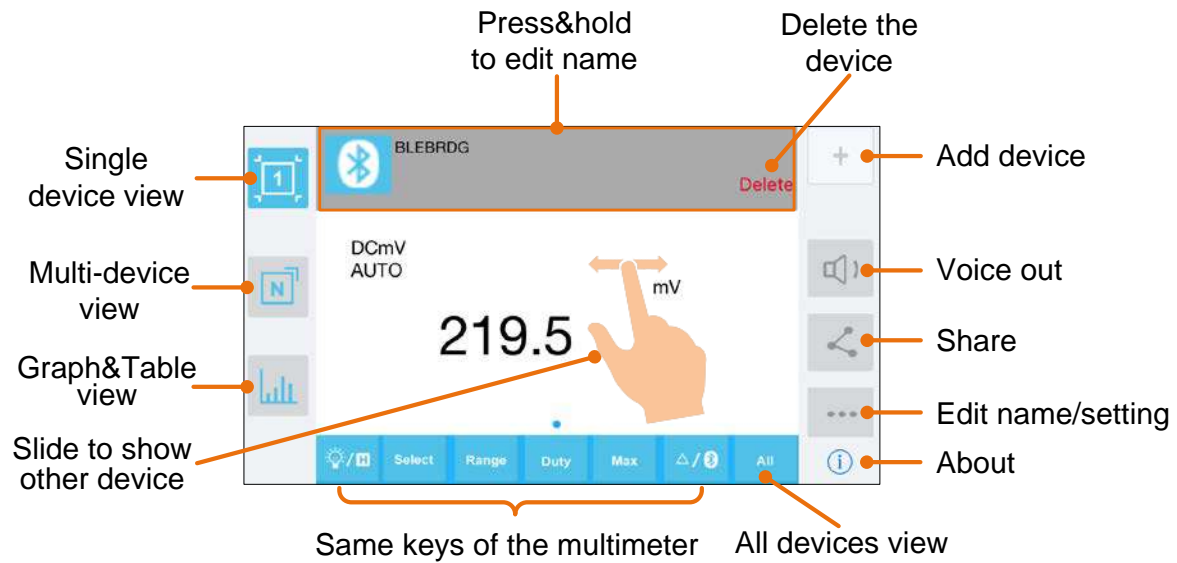 Press&hold
to edit name
Delete the
device
Single
device view
1
BLEBRDG
Delete
+
Add device
Multi-device
view
N
DCmV
AUTO
mV
219.5
Voice out
Graph&Table
view
Share
Edit name/setting
Slide to show
other device
/H Select Range Duty Max △/ All
i
About
Same keys of the multimeter
All devices view